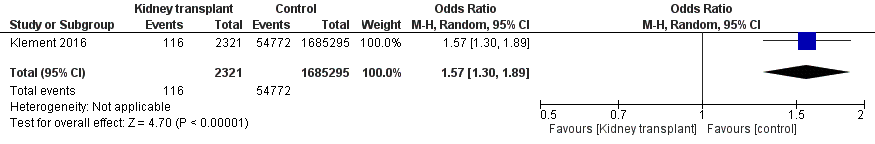 Kidney transplant Control Odds Ratio Odds Ratio
Study or Subgroup Events Total Events Total Weight M-H, Random, 95% CI M-H, Random, 95% CI
Klement 2016 116 2321 54772 1685295 100.0% 1.57 [1.30, 1.89]
Total (95% CI) 2321 1685295 100.0% 1.57 [1.30, 1.89]
Total events 116 54772
Heterogeneity: Not applicable
Test for overall effect: Z = 4.70 (P < 0.00001)
0.5 0.7 1 1.5 2
Favours [Kidney transplant] Favours [control]